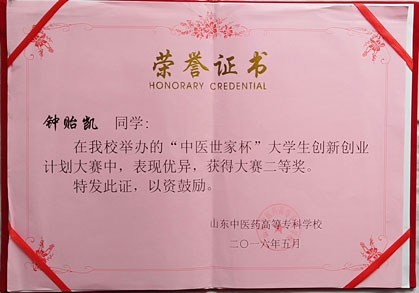 荣誉证书
HONORARY CREDENTIAL
钟贻凯 同学：
在我校举办的“中医世家杯”大学生创新创业
计划大赛中，表现优异，获得大赛二等奖。
特发此证，以资鼓励。
山东中医药高等专科学校
二〇一六年五月